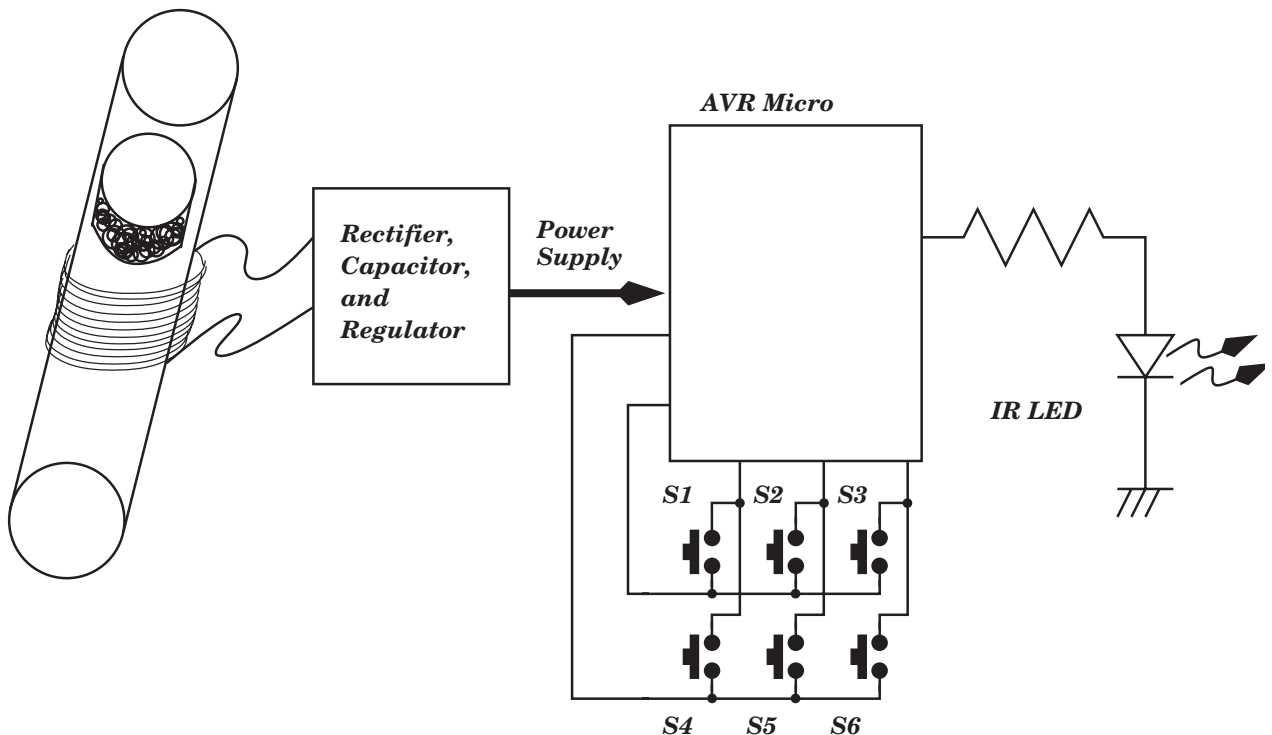 AVR Micro
Rectifier,
Capacitor,
and
Regulator
Power
Supply
IR LED
S1
S2
S3
S4
S5
S6